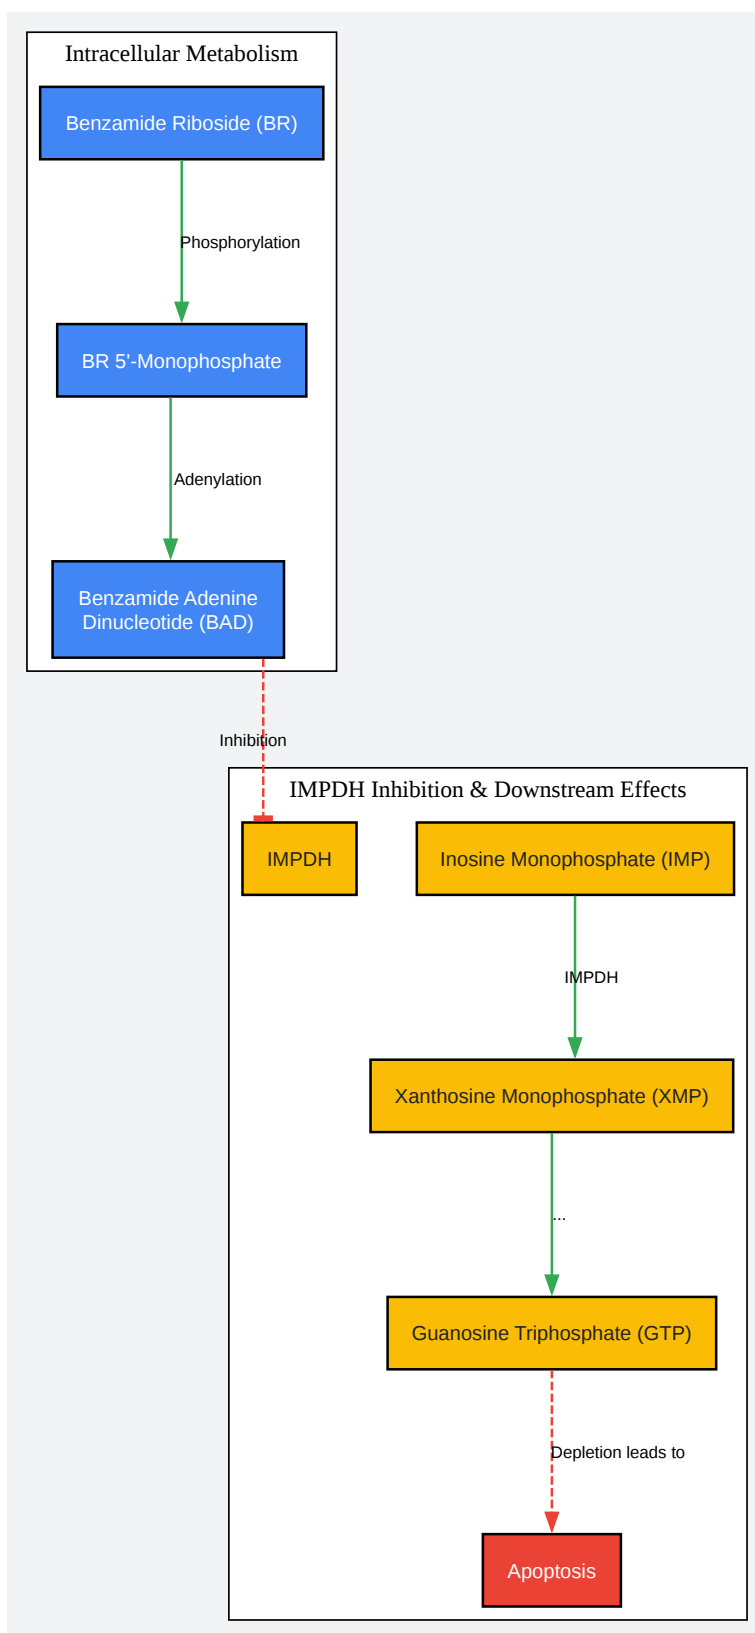 Intracellular Metabolism
Benzamide Riboside (BR)
Phosphorylation
BR 5'-Monophosphate
Adenylation
Benzamide Adenine
Dinucleotide (BAD)
Inhibition
IMPDH Inhibition & Downstream Effects
IMPDH
Inosine Monophosphate (IMP)
IMPDH
Xanthosine Monophosphate (XMP)
...
Guanosine Triphosphate (GTP)
Depletion leads to
Apoptosis